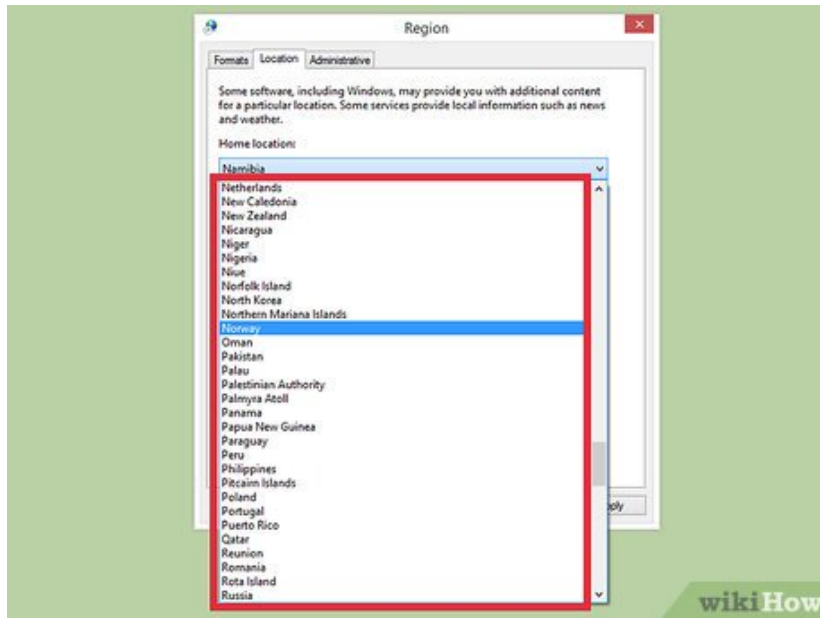 Region
Formats Location Administrative
Some software, including Windows, may provide you with additional content
for a particular location. Some services provide local information such as news
and weather.
Home location:
Namibia
Netherlands
New Caledonia
New Zealand
Nicaragua
Niger
Nigeria
Niue
Norfolk Island
North Korea
Northern Mariana Islands
Norway
Oman
Pakistan
Palau
Palestinian Authority
Palmyra Atoll
Panama
Papua New Guinea
Paraguay
Peru
Philippines
Pitcairn Islands
Poland
Portugal
Puerto Rico
Qatar
Reunion
Romania
Rota Island
Russia
wikiHow